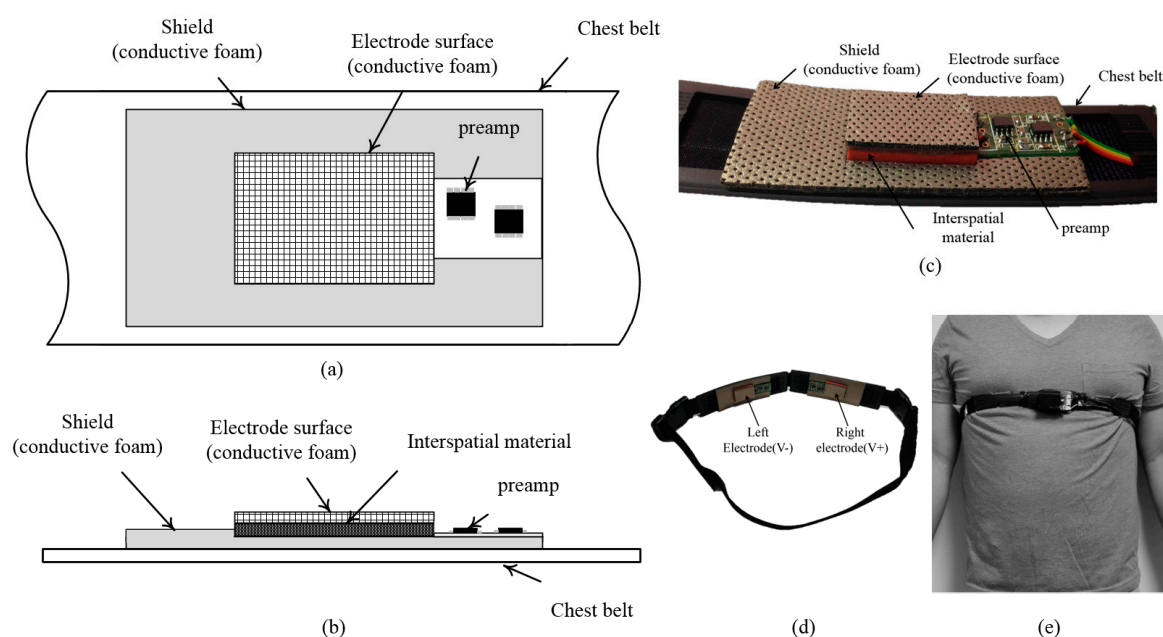 Shield
(conductive foam)
Electrode surface
(conductive foam)
Chest belt
preamp
(a)
Shield
(conductive foam)
Electrode surface
(conductive foam)
Interspatial material
preamp
Chest belt
(b)
Shield
(conductive foam)
Electrode surface
(conductive foam)
Chest belt
Interspatial
material
preamp
(c)
Left
Electrode(V-)
Right
electrode(V+)
(d)
(e)